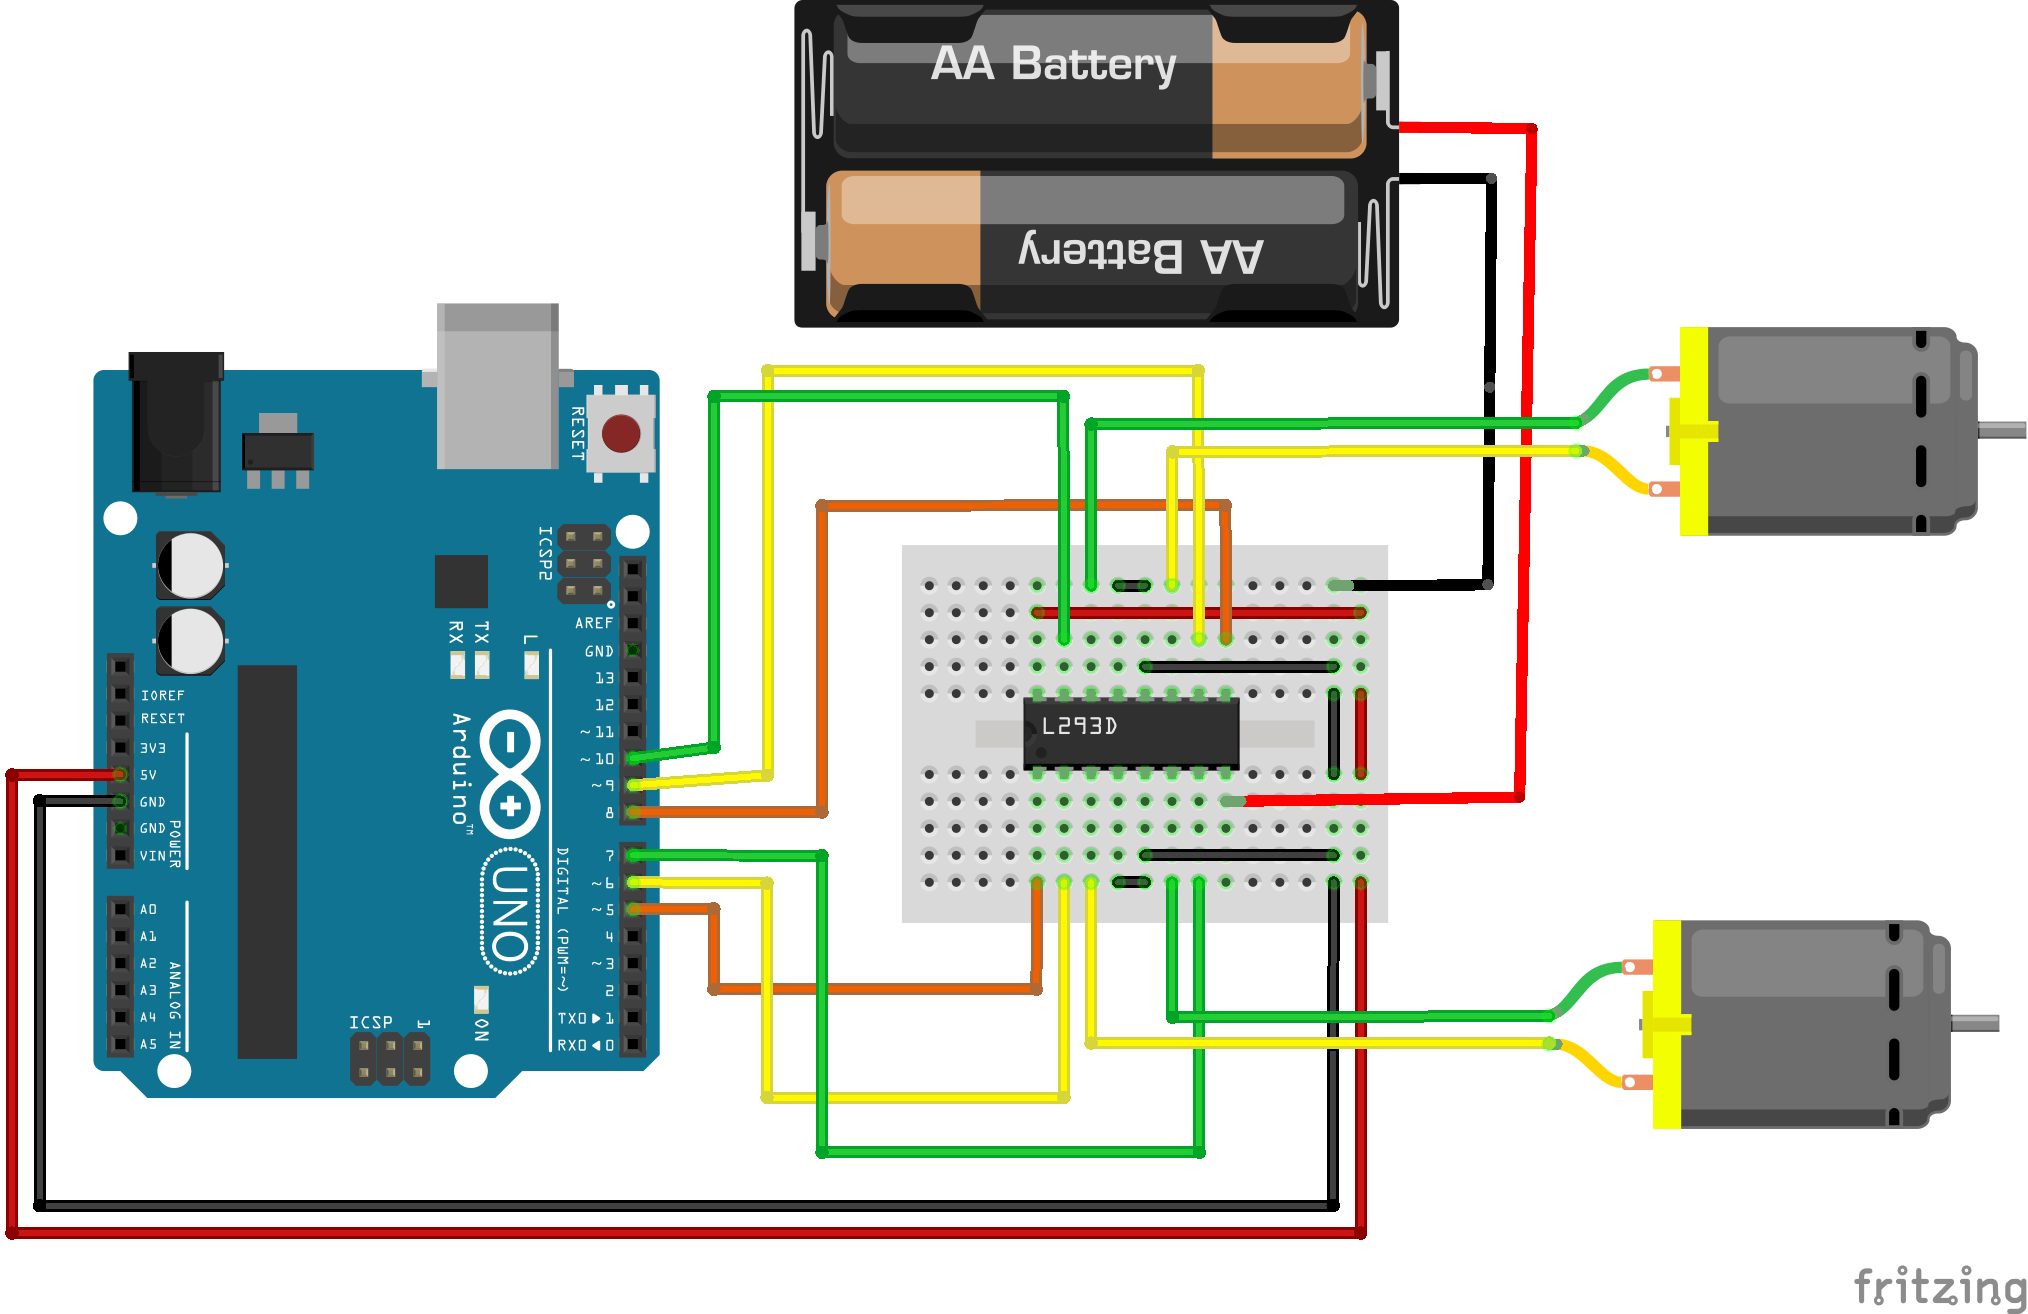 AA Battery
AA Battery
RESET
ICSP2
RX
TX
L
AREF
GND
13
12
~11
~10
~9
8
7
~6
~5
4
~3
2
TX0▶1
RX0◀0
DIGITAL (PWM=~)
IOREF
RESET
3V3
5V
GND
GND
VIN
POWER
A0
A1
A2
A3
A4
A5
ANALOG IN
Arduino™
UNO
ICSP
1
ON
L293D
fritzing